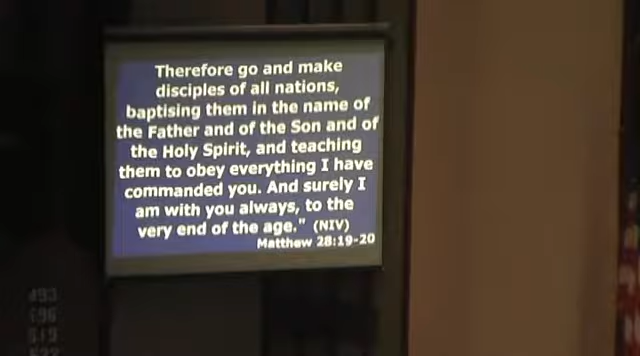 Therefore go and make
disciples of all nations,
baptising them in the name of
the Father and of the Son and of
the Holy Spirit, and teaching
them to obey everything I have
commanded you. And surely I
am with you always, to the
very end of the age." (NIV)
Matthew 28:19-20